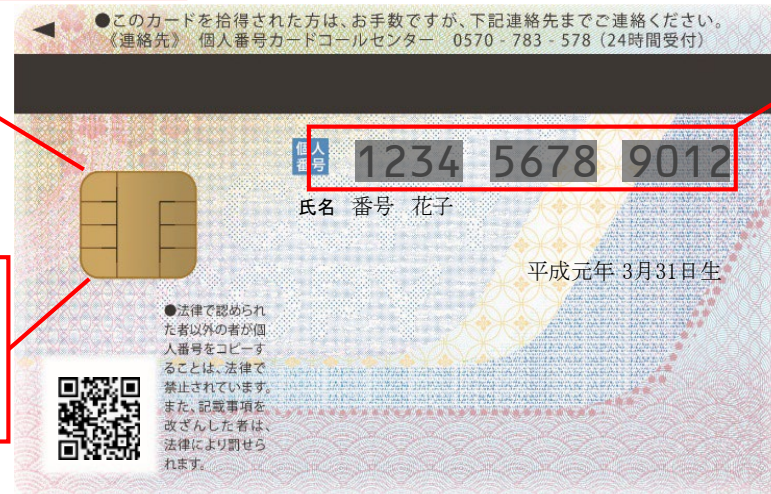 ●このカードを拾得された方は、お手数ですが、下記連絡先までご連絡ください。
《連絡先》 個人番号カードコールセンター 0570 - 783 - 578（24時間受付）
個人番号 1234 5678 9012
氏名 番号 花子
平成元年 3月31日生
●法律で認められ
た者以外の者が個
人番号をコピーす
ることは、法律で
禁止されています。
また、記載事項を
改ざんした者は、
法律により罰せら
れます。